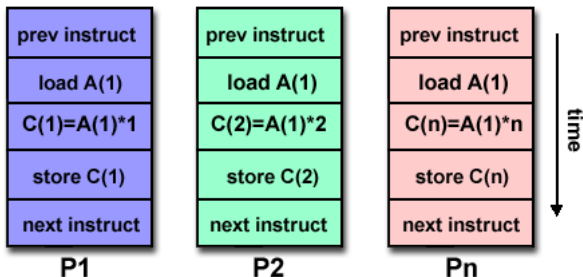 prev instruct
load A(1)
C(1)=A(1)*1
store C(1)
next instruct
P1
prev instruct
load A(1)
C(2)=A(1)*2
store C(2)
next instruct
P2
prev instruct
load A(1)
C(n)=A(1)*n
store C(n)
next instruct
Pn
time